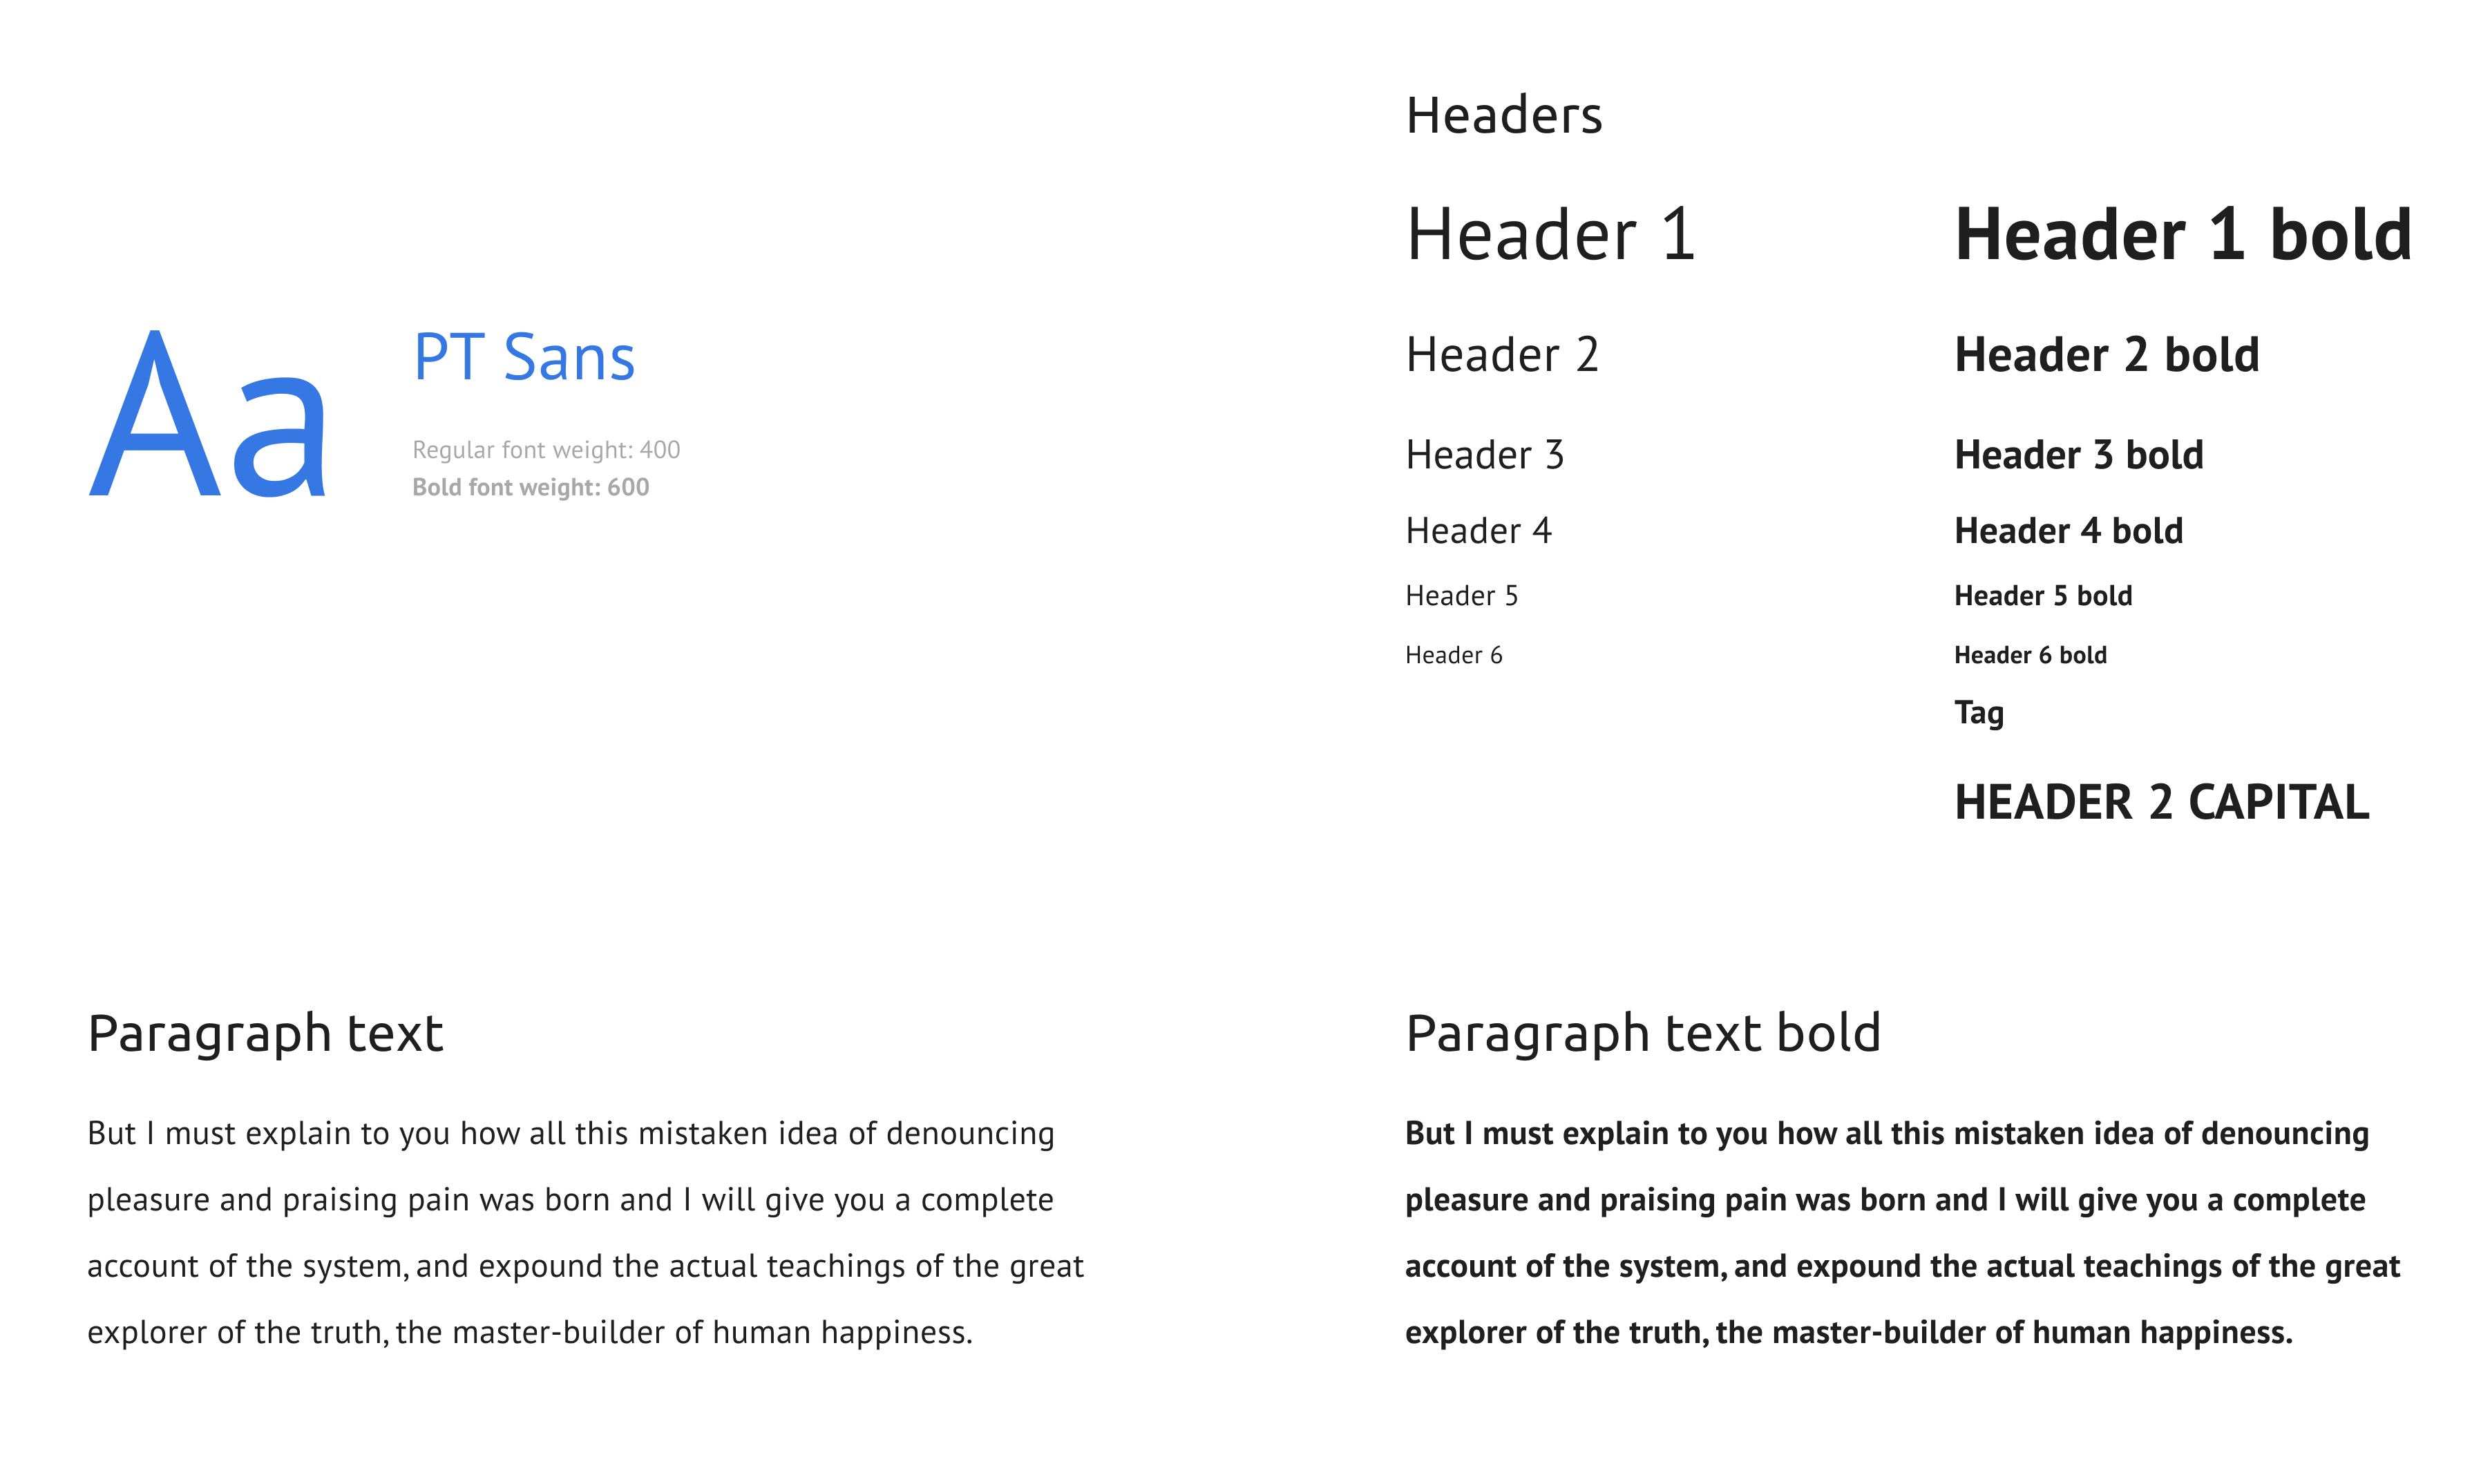 Aa
PT Sans
Regular font weight: 400
Bold font weight: 600
Headers
Header 1
Header 1 bold
Header 2
Header 2 bold
Header 3
Header 3 bold
Header 4
Header 4 bold
Header 5
Header 5 bold
Header 6
Header 6 bold
Tag
HEADER 2 CAPITAL
Paragraph text
But I must explain to you how all this mistaken idea of denouncing
pleasure and praising pain was born and I will give you a complete
account of the system, and expound the actual teachings of the great
explorer of the truth, the master-builder of human happiness.
Paragraph text bold
But I must explain to you how all this mistaken idea of denouncing
pleasure and praising pain was born and I will give you a complete
account of the system, and expound the actual teachings of the great
explorer of the truth, the master-builder of human happiness.